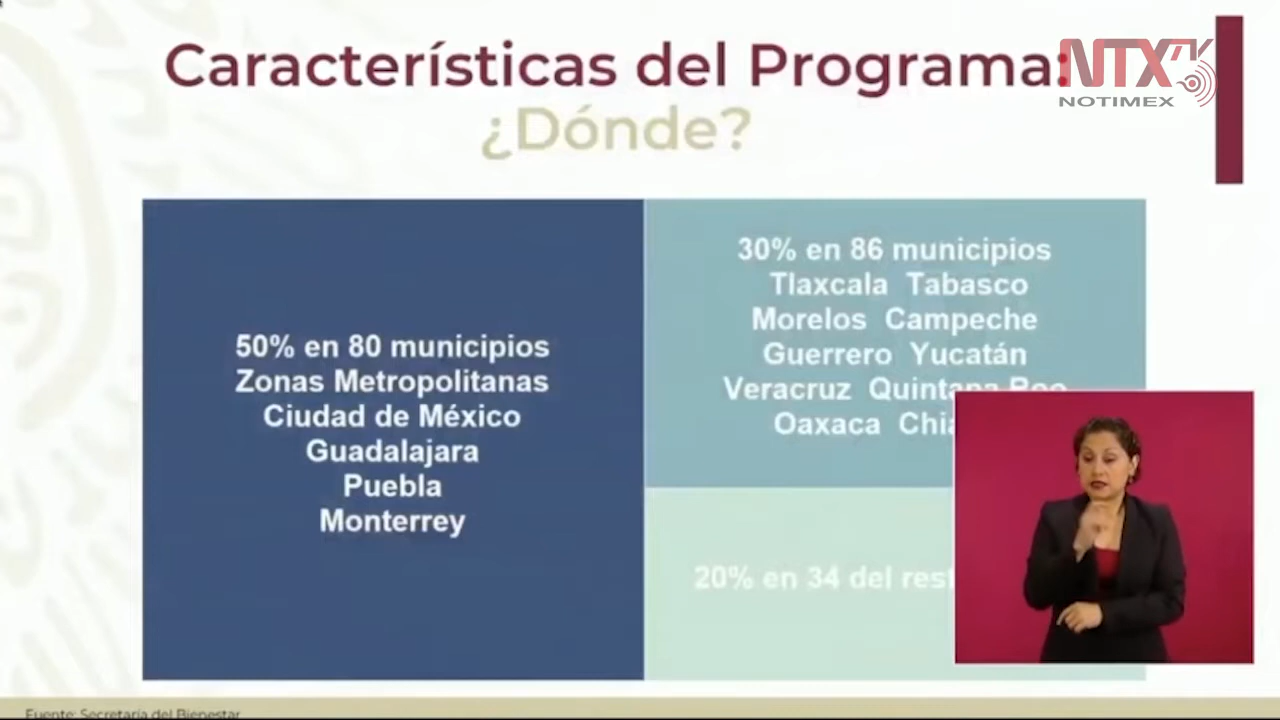 Características del Programa:
¿Dónde?
NTX
NOTIMEX
50% en 80 municipios
Zonas Metropolitanas
Ciudad de México
Guadalajara
Puebla
Monterrey
30% en 86 municipios
Tlaxcala Tabasco
Morelos Campeche
Guerrero Yucatán
Veracruz Quintana Roo
Oaxaca
20% en 34 del
Fuente: Secretaría del Bienestar